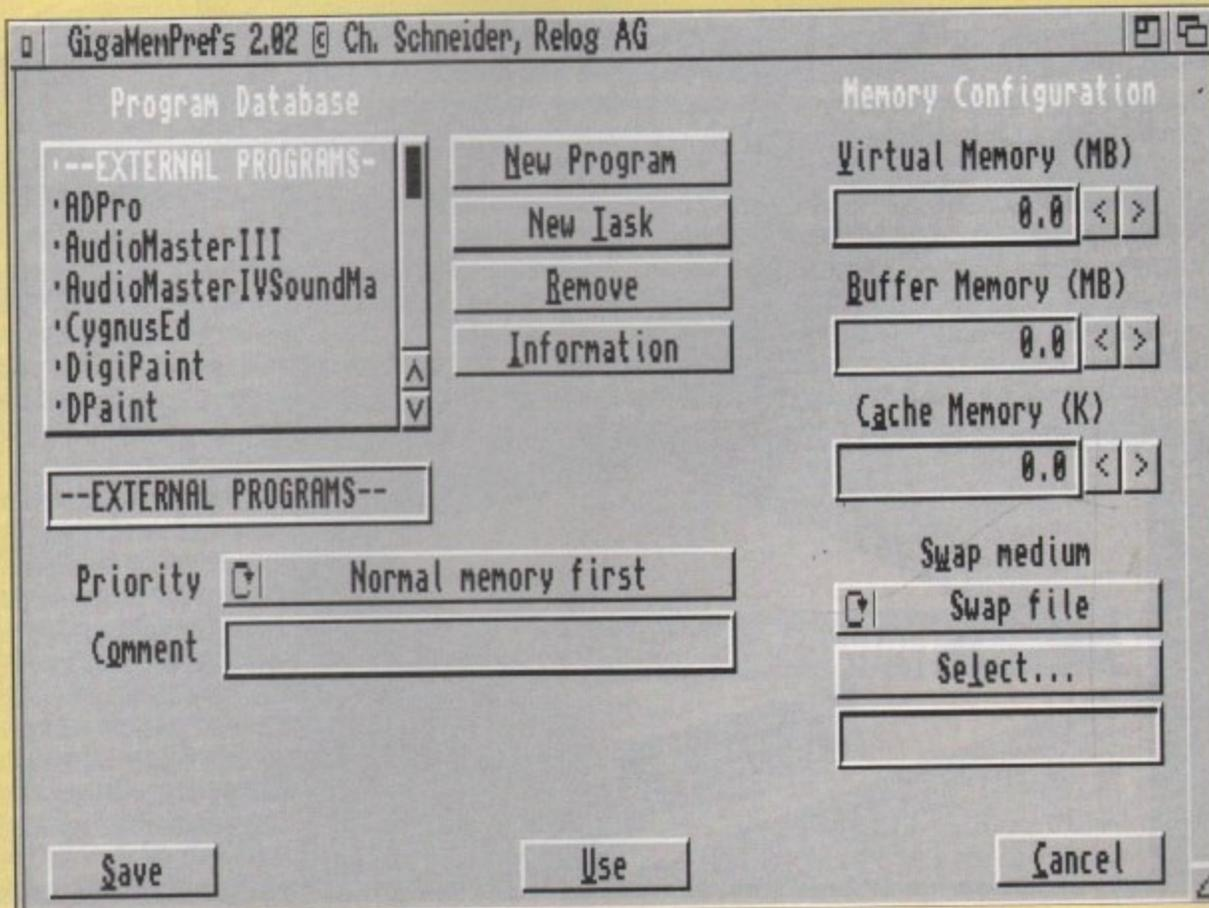 GigaMemPrefs 2.02 © Ch. Schneider, Relog AG
Program Database
--EXTERNAL PROGRAMS-
ADPro
AudioMasterIII
AudioMasterIVSoundMa
CygnusEd
DigiPaint
DPaint
--EXTERNAL PROGRAMS--
New Program
New Task
Remove
Information
Priority
Normal memory first
Comment
Memory Configuration
Virtual Memory (MB)
0.0 < >
Buffer Memory (MB)
0.0 < >
Cache Memory (K)
0.0 < >
Swap medium
Swap file
Select...
Save
Use
Cancel